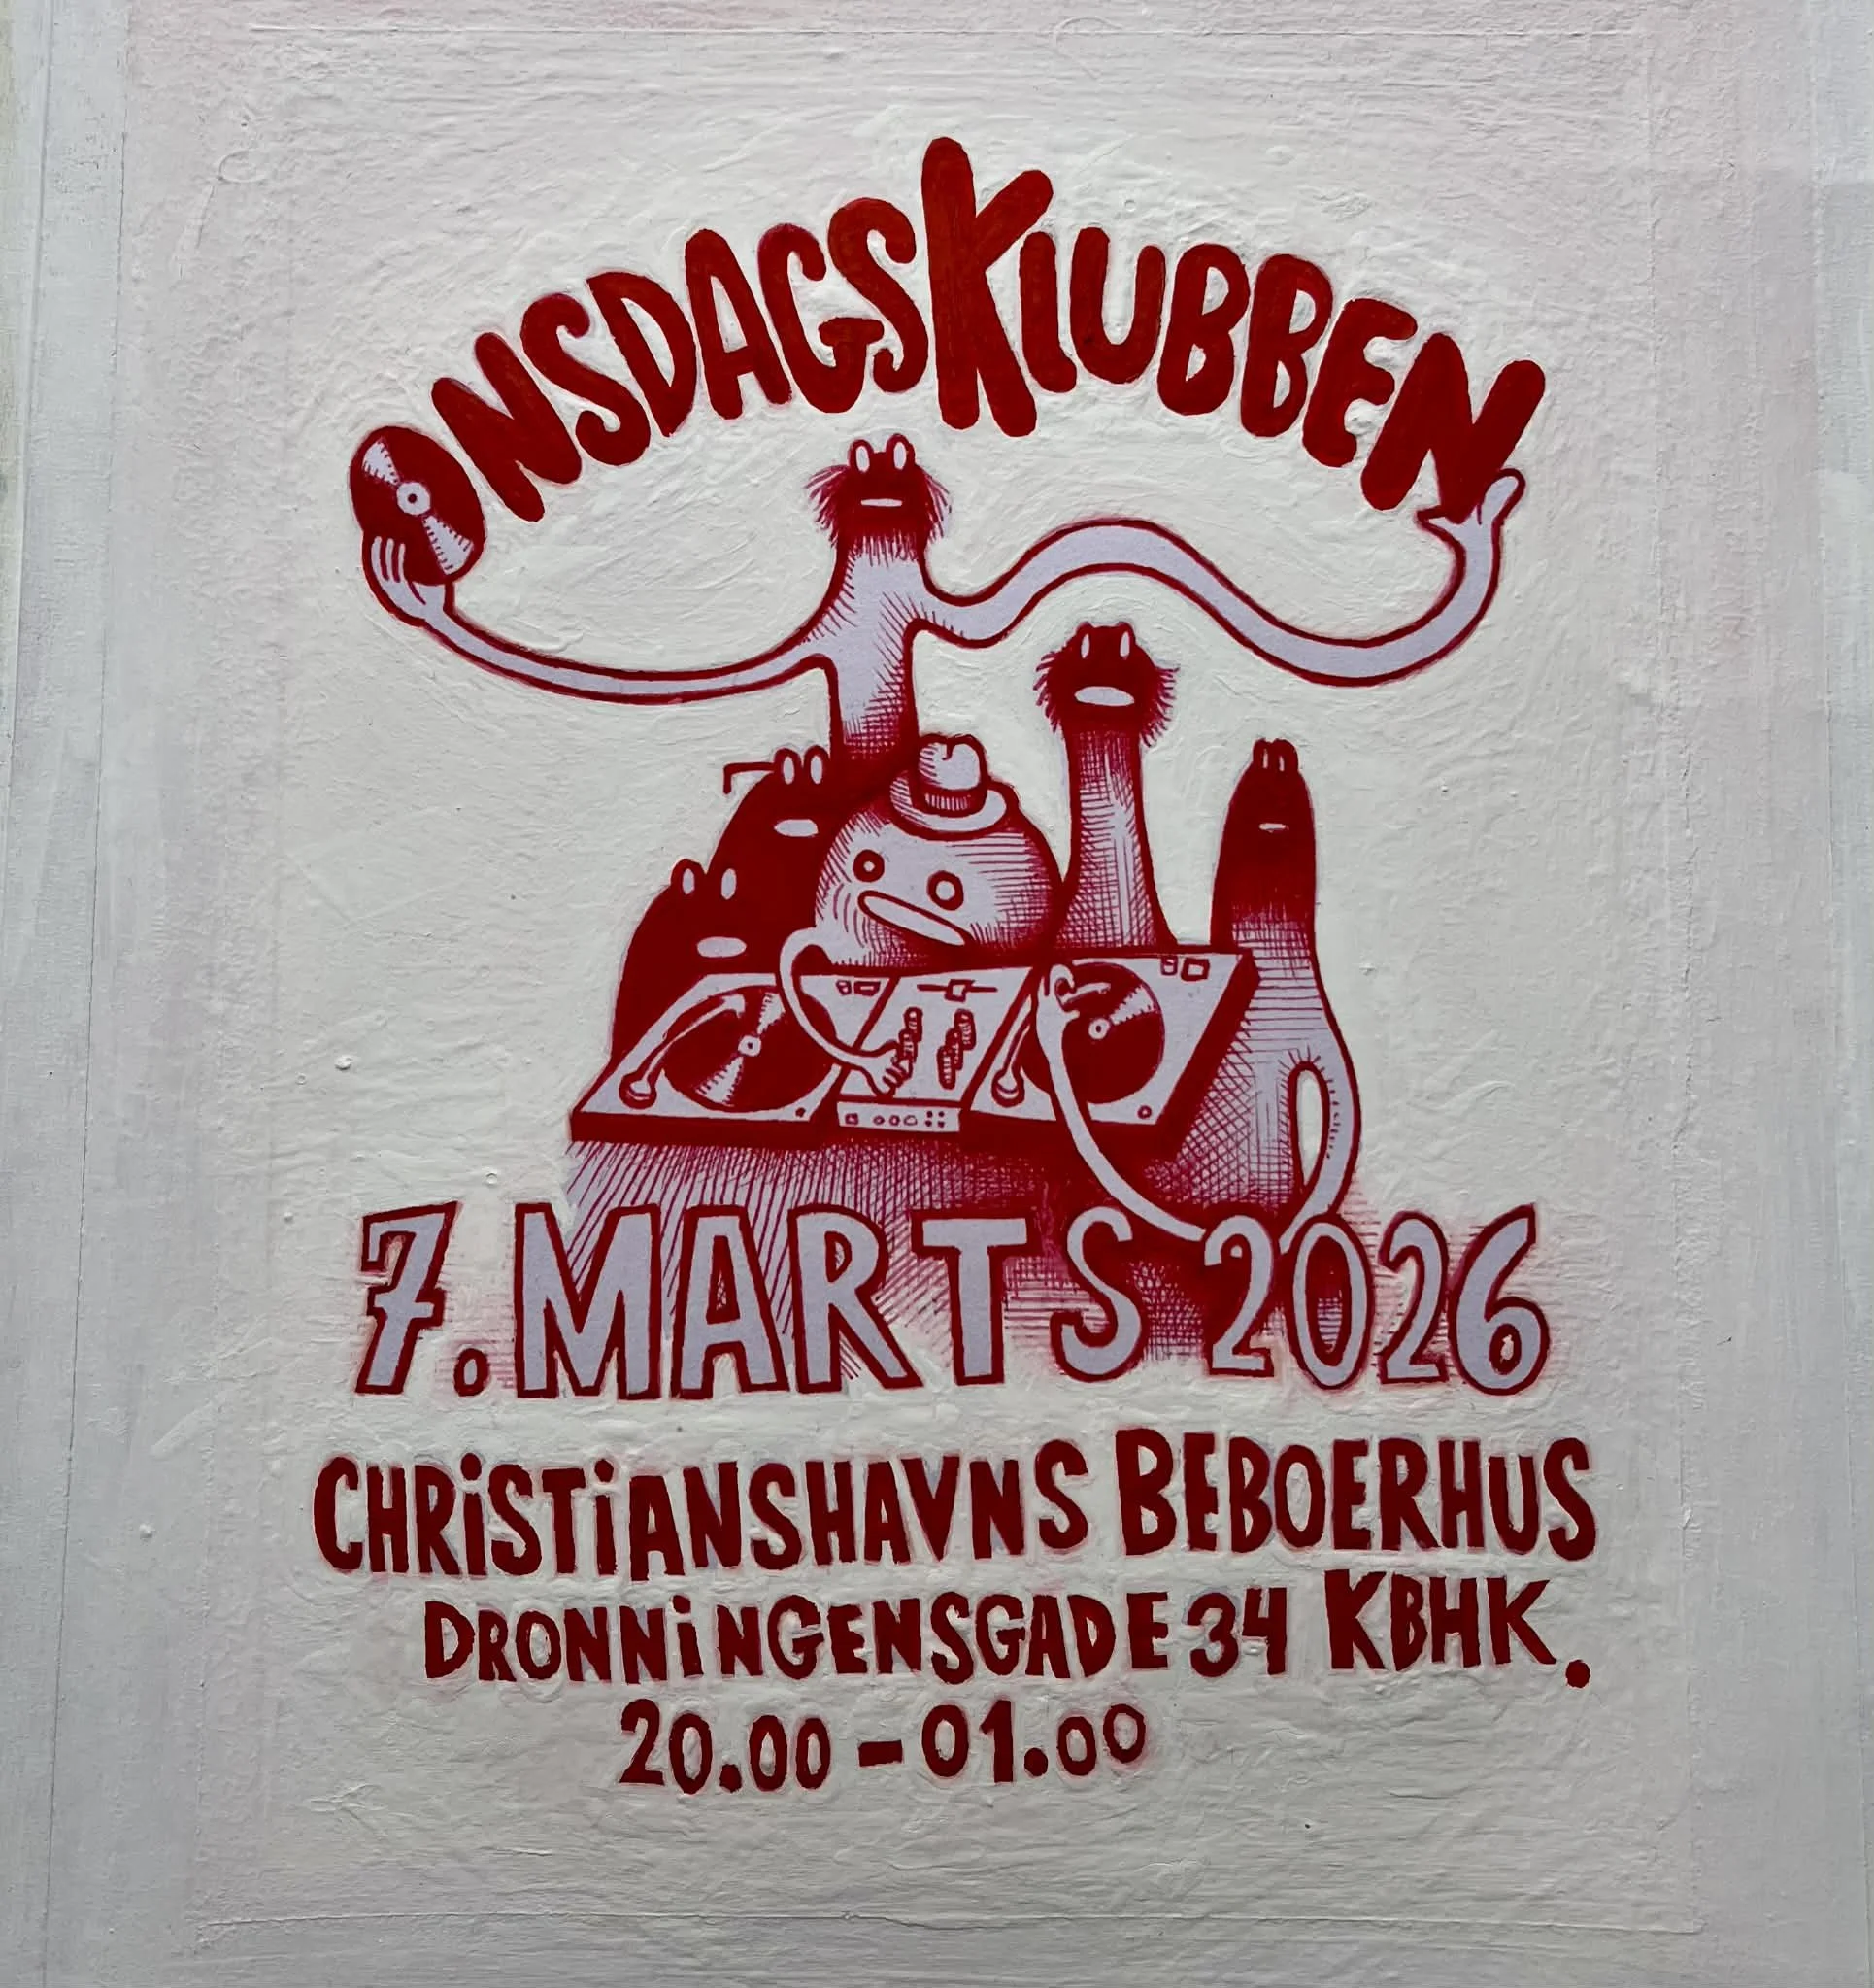 ONSDAGSKLUBBEN
7. MARTS 2026
CHRiSTiANSHAVNS BEBOERHUS
DRONNiNGENSGADE 34 KBHK.
20.00 - 01.00